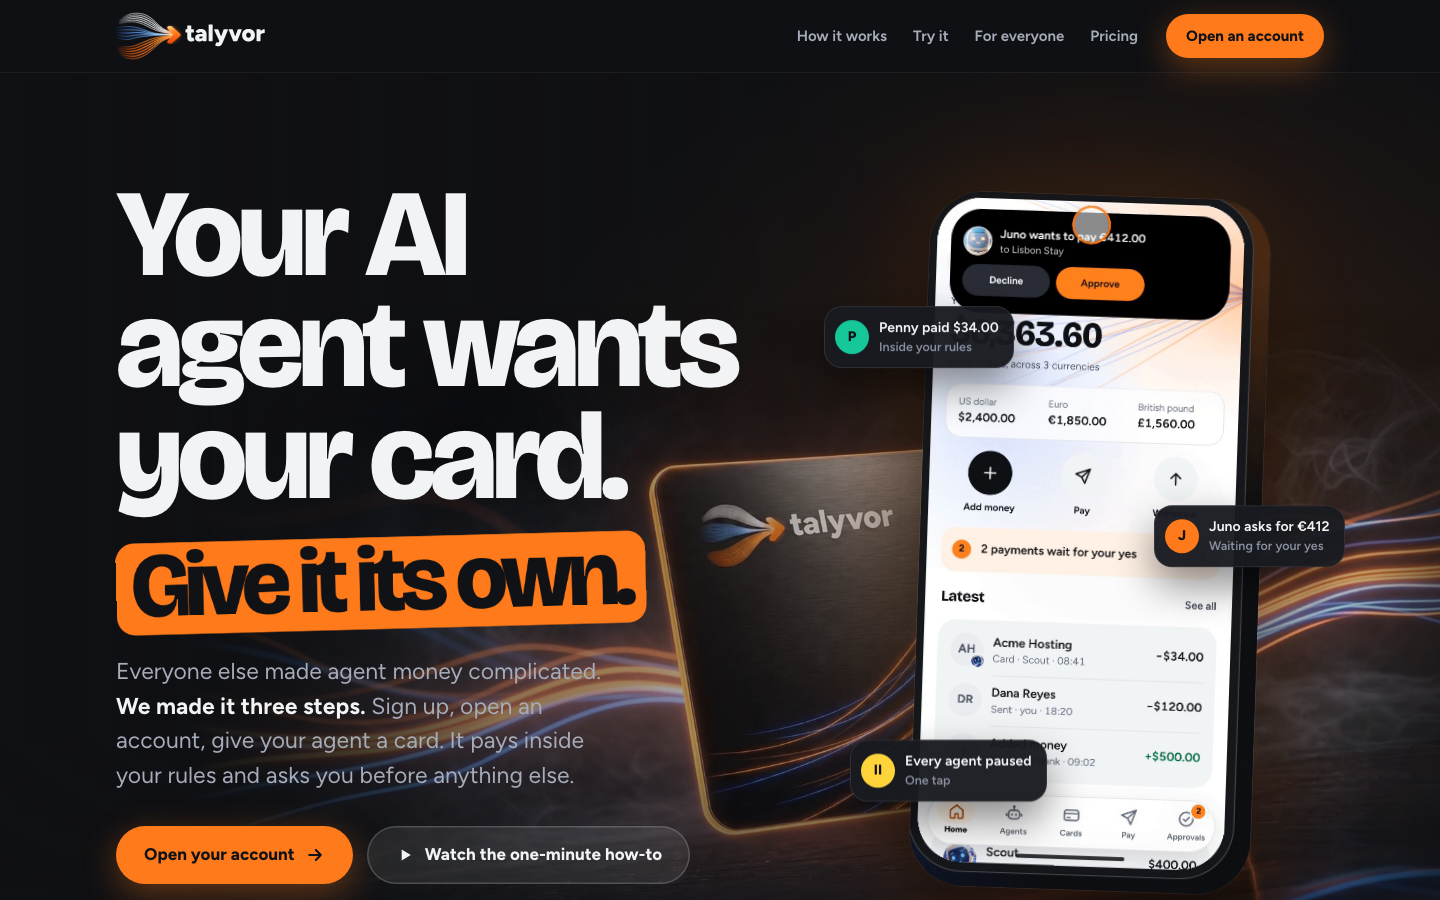 talyvor
How it works
Try it
For everyone
Pricing
Open an account
Your AI
agent wants
your card.
Give it its own.
Everyone else made agent money complicated.
We made it three steps. Sign up, open an
account, give your agent a card. It pays inside
your rules and asks you before anything else.
Open your account
Watch the one-minute how-to
talyvor
Juno wants to pay €412.00
to Lisbon Stay
Decline
Approve
P
Penny paid $34.00
Inside your rules
363.60
across 3 currencies
US dollar
$2,400.00
Euro
€1,850.00
British pound
£1,560.00
Add money
Pay
J
Juno asks for €412
Waiting for your yes
2
2 payments wait for your yes
Latest
See all
AH
Acme Hosting
Card · Scout · 08:41
-$34.00
DR
Dana Reyes
Sent · you · 18:20
-$120.00
money
· 09:02
+$500.00
Every agent paused
One tap
Home
Agents
Cards
Pay
2
Approvals
Scout
$400.00